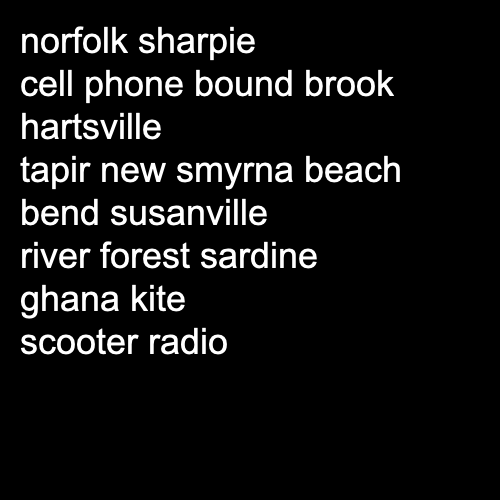 norfolk sharpie
cell phone bound brook
hartsville
tapir new smyrna beach
bend susanville
river forest sardine
ghana kite
scooter radio